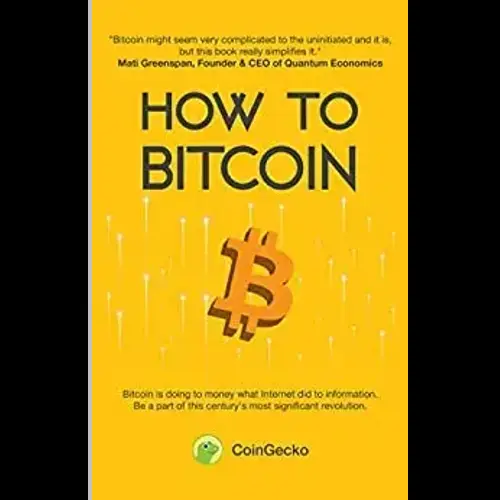 "Bitcoin might seem very complicated to the uninitiated and it is,
but this book really simplifies it."
Mati Greenspan, Founder & CEO of Quantum Economics
HOW TO
BITCOIN
Bitcoin is doing to money what Internet did to information.
Be a part of this century's most significant revolution.
CoinGecko